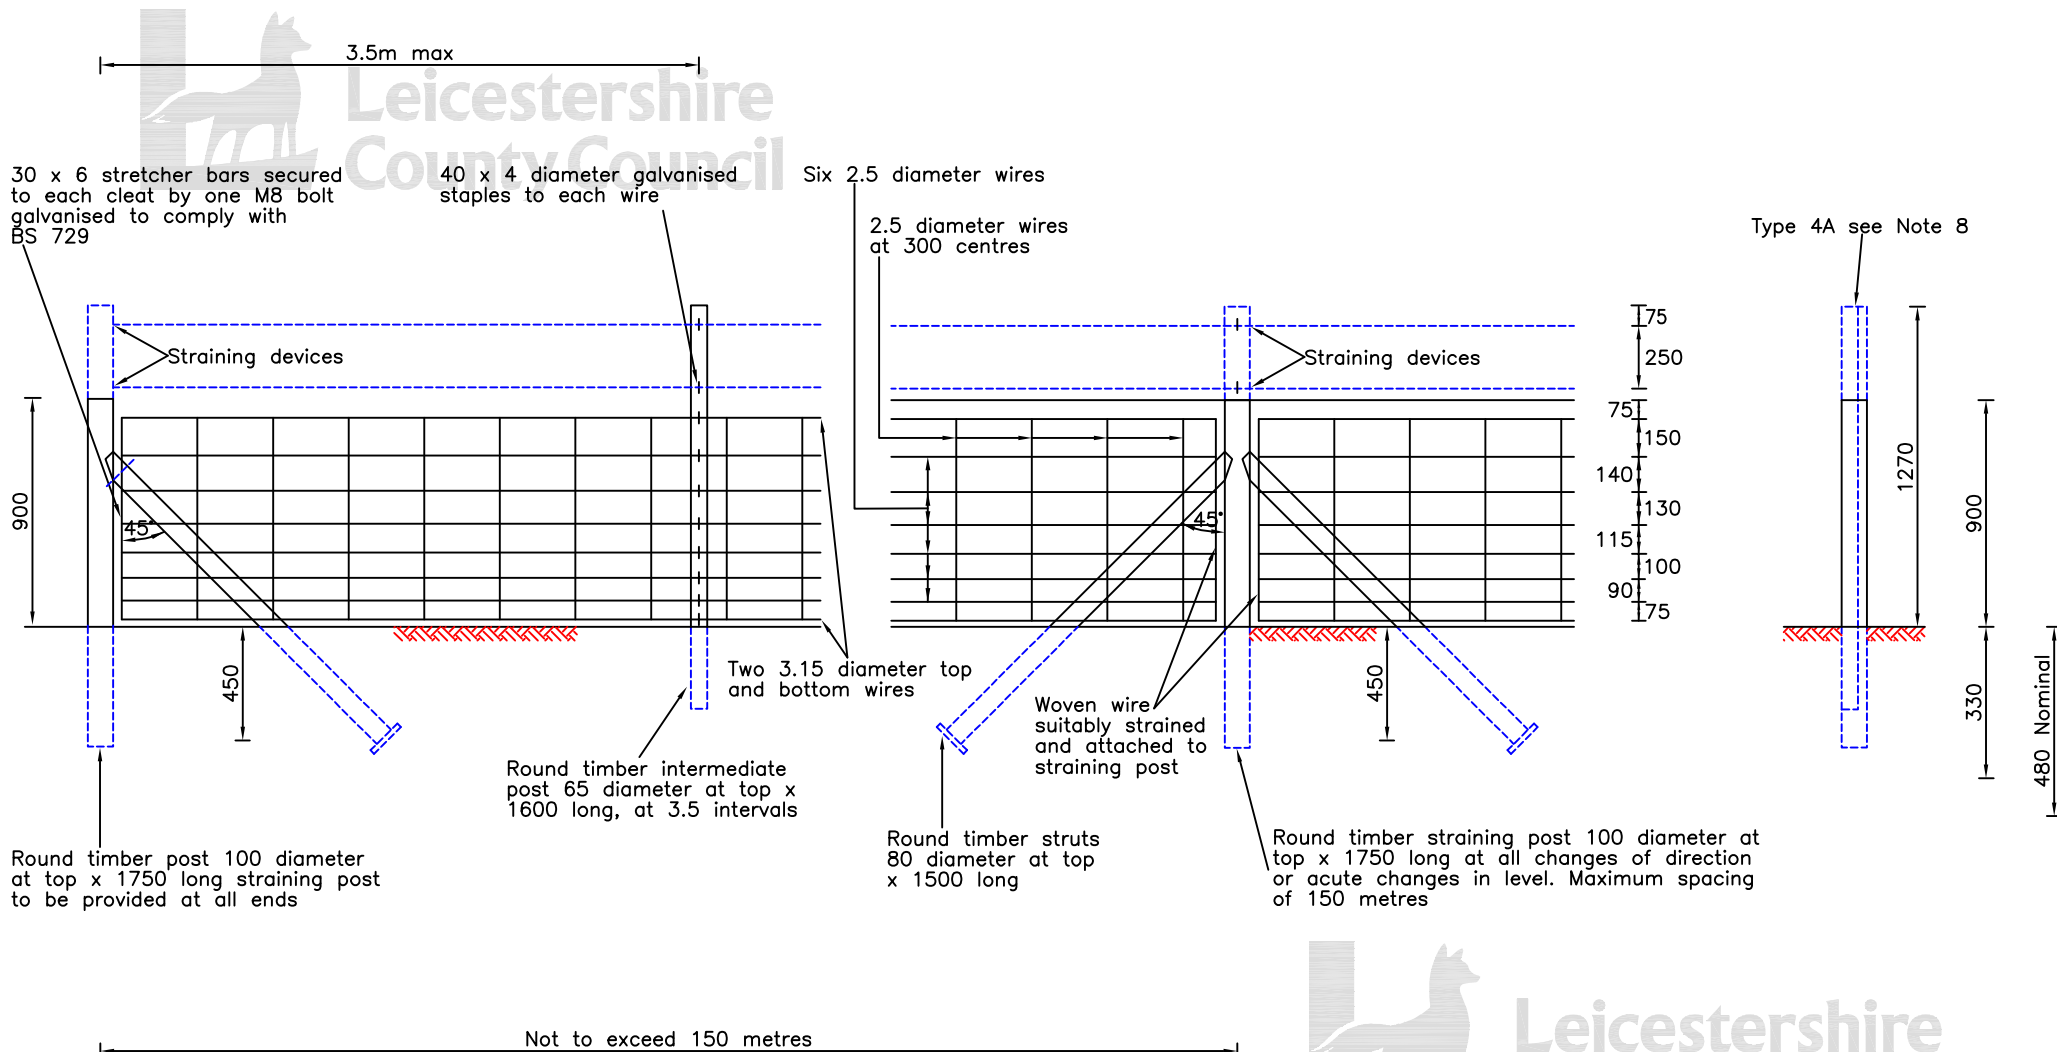 3.5m max
Leicestershire
County Council
30 x 6 stretcher bars secured
to each cleat by one M8 bolt
galvanised to comply with
BS 729
40 x 4 diameter galvanised
staples to each wire
Six 2.5 diameter wires
2.5 diameter wires
at 300 centres
Type 4A see Note 8
Straining devices
Straining devices
75
250
75
150
140
130
115
100
90
75
900
45°
45°
1270
900
450
450
330
480 Nominal
Two 3.15 diameter top
and bottom wires
Woven wire
suitably strained
and attached to
straining post
Round timber intermediate
post 65 diameter at top x
1600 long, at 3.5 intervals
Round timber struts
80 diameter at top
x 1500 long
Round timber straining post 100 diameter at
top x 1750 long at all changes of direction
or acute changes in level. Maximum spacing
of 150 metres
Round timber post 100 diameter
at top x 1750 long straining post
to be provided at all ends
Not to exceed 150 metres
Leicestershire